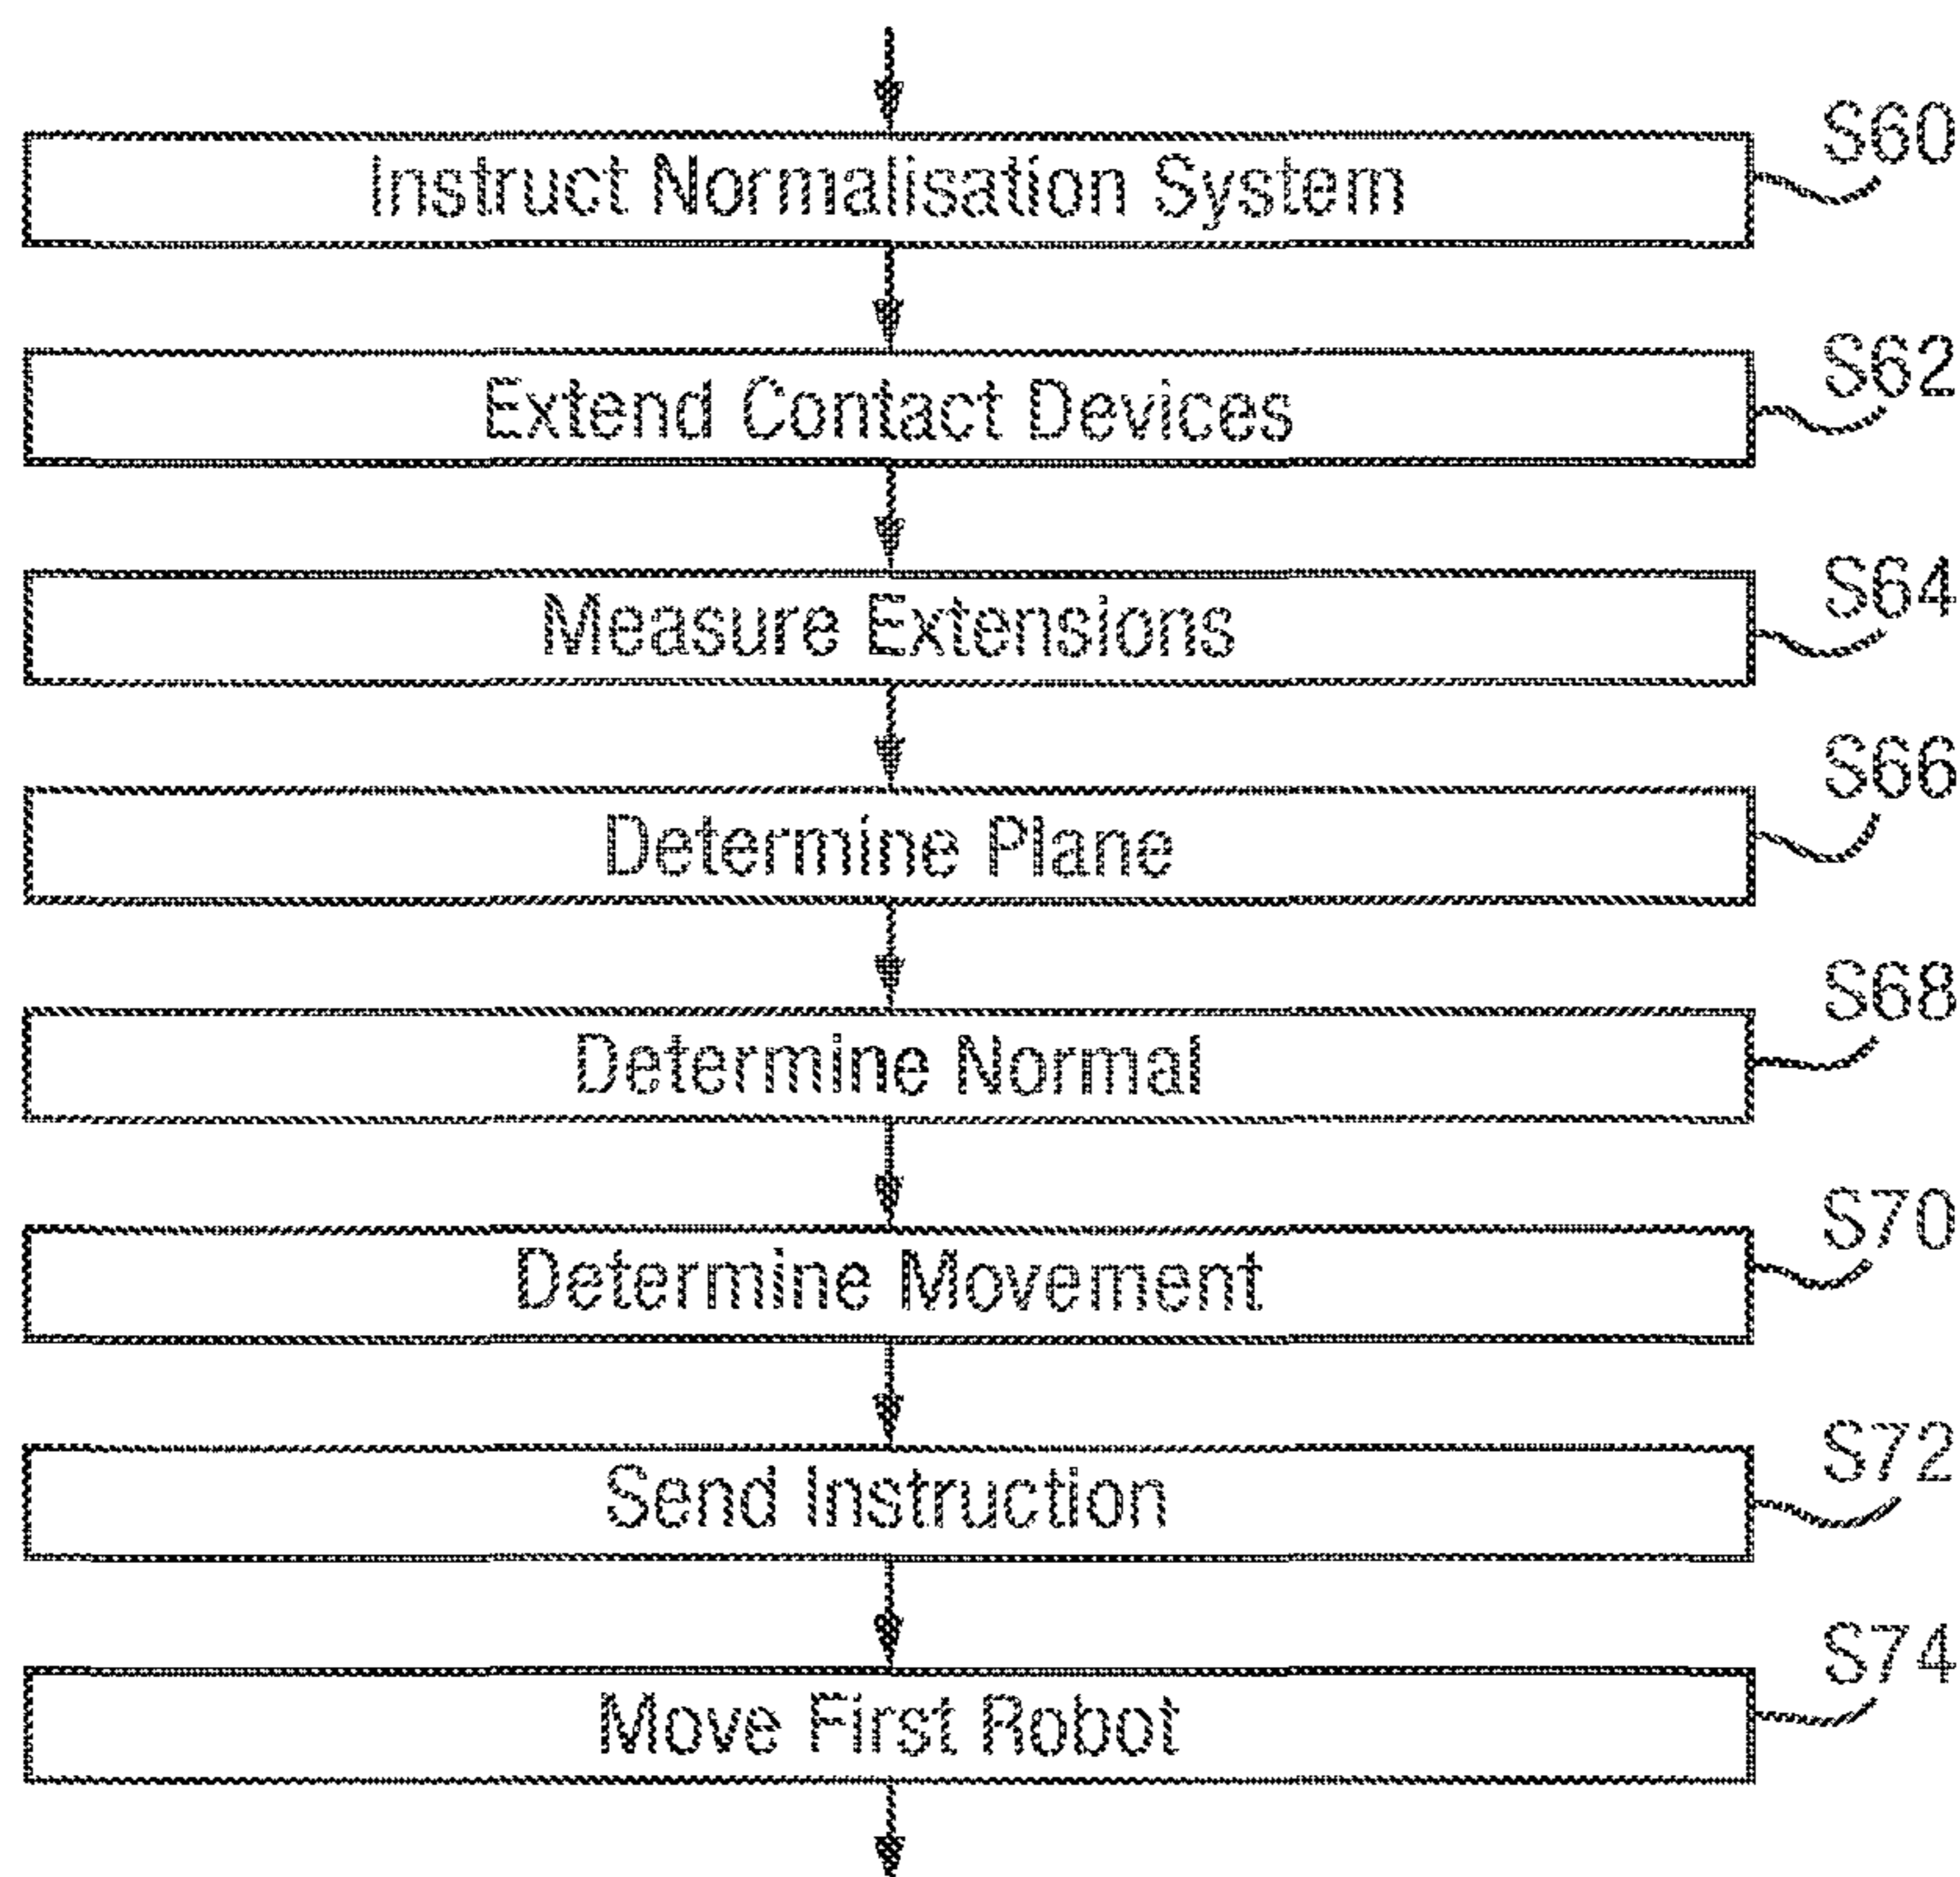 Instruct Normalisation System
S60
Extend Contact Devices
S62
Measure Extensions
S64
Determine Plane
S66
Determine Normal
S68
Determine Movement
S70
Send Instruction
S72
Move First Robot
S74